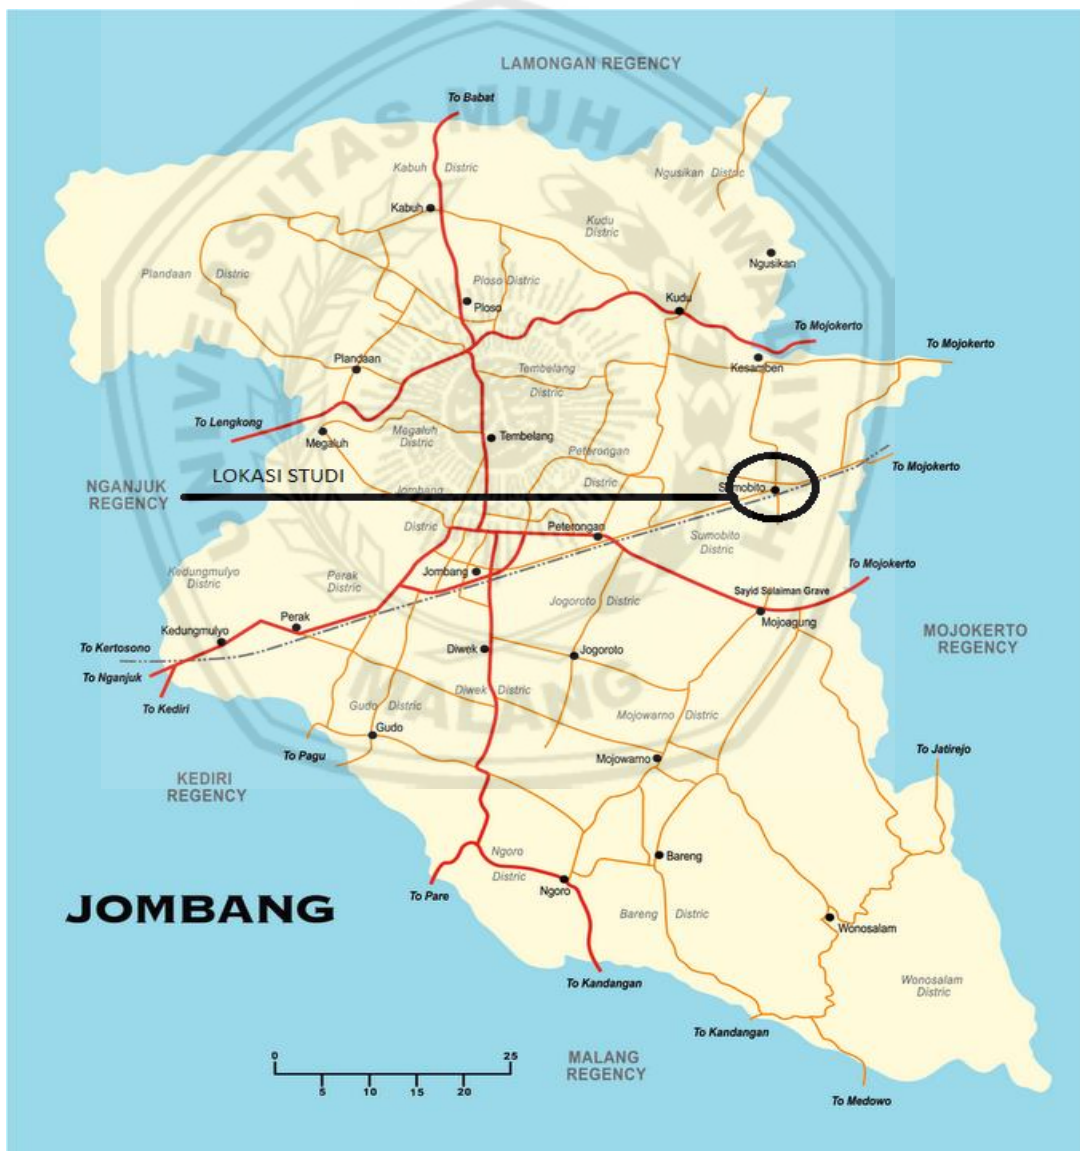 LAMONGAN REGENCY
UNIVERSITAS MUHAMMADIYAH
MALANG
To Babat
Kabuh Distric
Ngusikan Distric
Kabuh
Kudu
Distric
Ngusikan
Plandaan Distric
Ploso Distric
Ploso
Kudu
To Mojokerto
To Mojokerto
Plandaan
Kesamben
Tembelang
Distric
To Lengkong
Megaluh
Megaluh
Distric
Tembelang
Peterongan
Distric
To Mojokerto
LOKASI STUDI
NGANJUK
REGENCY
Jombang
Distric
Sumobito
Peterongan
Sumobito
Distric
Kedungmulyo
Distric
Perak
Distric
Jombang
To Mojokerto
Sayid Sulaiman Grave
Jogoroto Distric
Mojoagung
Perak
Kedungmulyo
MOJOKERTO
REGENCY
To Kertosono
Diwek
Jogoroto
To Nganjuk
Diwek Distric
To Kediri
Gudo Distric
Mojowarno Distric
Gudo
To Pagu
Mojowarno
To Jatirejo
KEDIRI
REGENCY
Ngoro
Distric
Bareng
To Pare
Ngoro
JOMBANG
Bareng Distric
Wonosalam
To Kandangan
Wonosalam
Distric
To Kandangan
MALANG
REGENCY
0 25
5 10 15 20
To Medowo